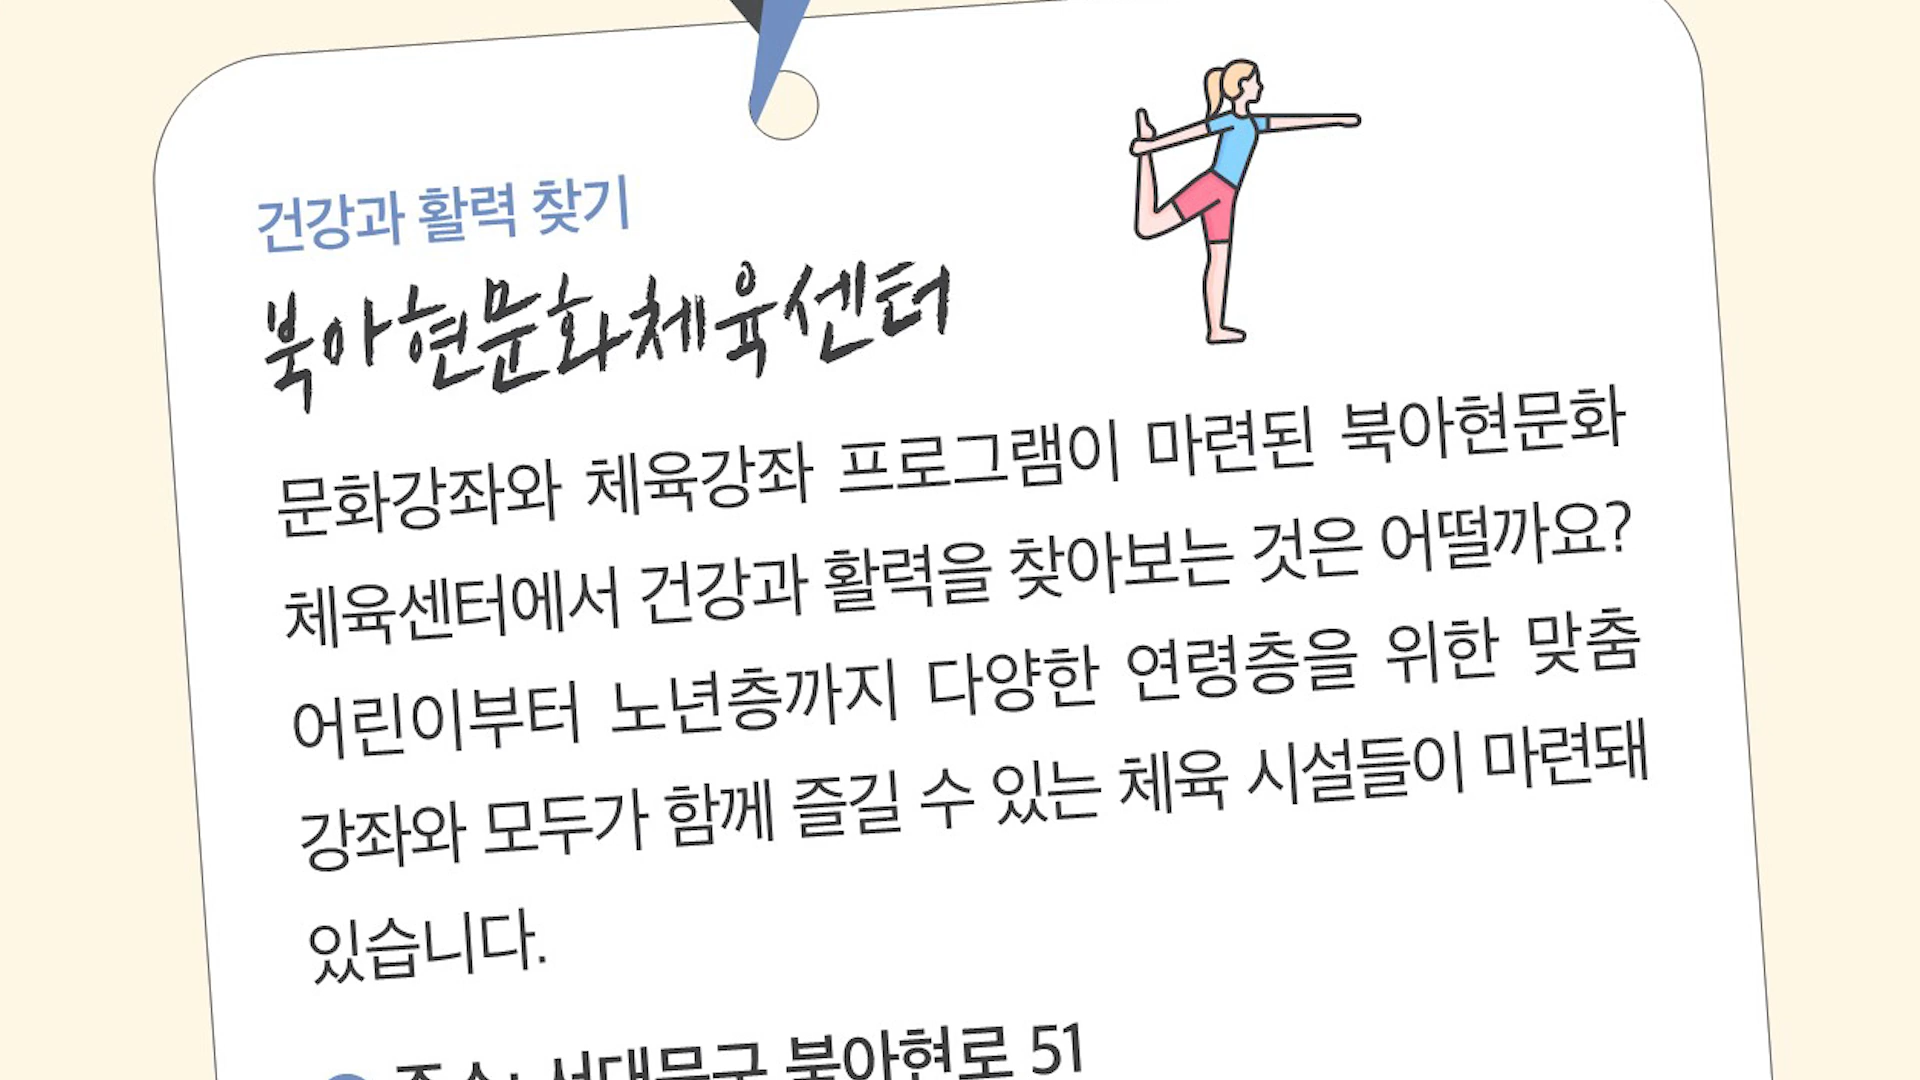 건강과 활력 찾기
북아현문화체육센터
문화강좌와 체육강좌 프로그램이 마련된 북아현문화
체육센터에서 건강과 활력을 찾아보는 것은 어떨까요?
어린이부터 노년층까지 다양한 연령층을 위한 맞춤
강좌와 모두가 함께 즐길 수 있는 체육 시설들이 마련돼
있습니다.
주소: 서대문구 북아현로 51